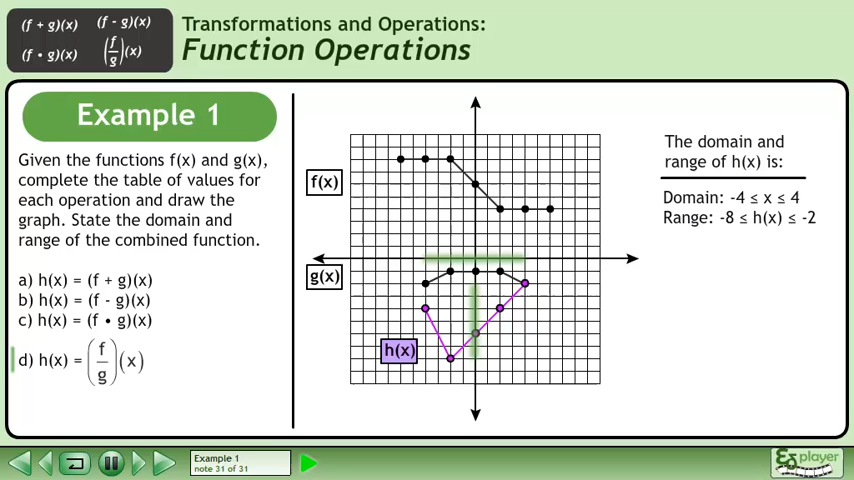 (f + g)(x) (f - g)(x)
(f • g)(x) (f/g)(x)
Transformations and Operations:
Function Operations
Example 1
Given the functions f(x) and g(x),
complete the table of values for
each operation and draw the
graph. State the domain and
range of the combined function.
a) h(x) = (f + g)(x)
b) h(x) = (f - g)(x)
c) h(x) = (f • g)(x)
d) h(x) = (f/g)(x)
f(x)
g(x)
h(x)
The domain and
range of h(x) is:
Domain: -4 ≤ x ≤ 4
Range: -8 ≤ h(x) ≤ -2
Example 1
note 31 of 31
Ez player